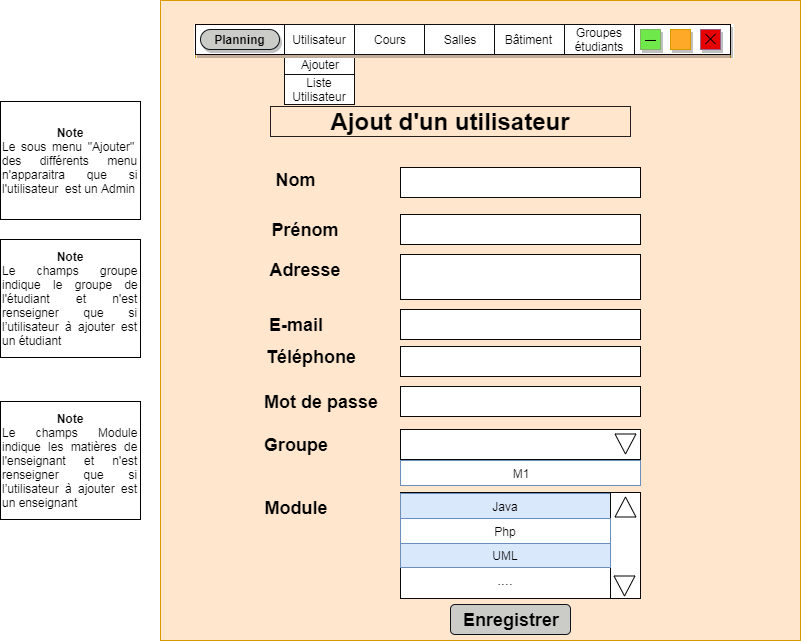 Planning
Utilisateur
Cours
Salles
Bâtiment
Groupes
étudiants
Ajouter
Liste
Utilisateur
Ajout d'un utilisateur
Note
Le sous menu "Ajouter"
des différents menu
n'apparaitra que si
l'utilisateur est un Admin
Nom
Prénom
Note
Le champs groupe
indique le groupe de
l'étudiant et n'est
renseigner que si
l'utilisateur à ajouter est
un étudiant
Adresse
E-mail
Téléphone
Mot de passe
Note
Le champs Module
indique les matières de
l'enseignant et n'est
renseigner que si
l'utilisateur à ajouter est
un enseignant
Groupe
M1
Module
Java
Php
UML
....
Enregistrer